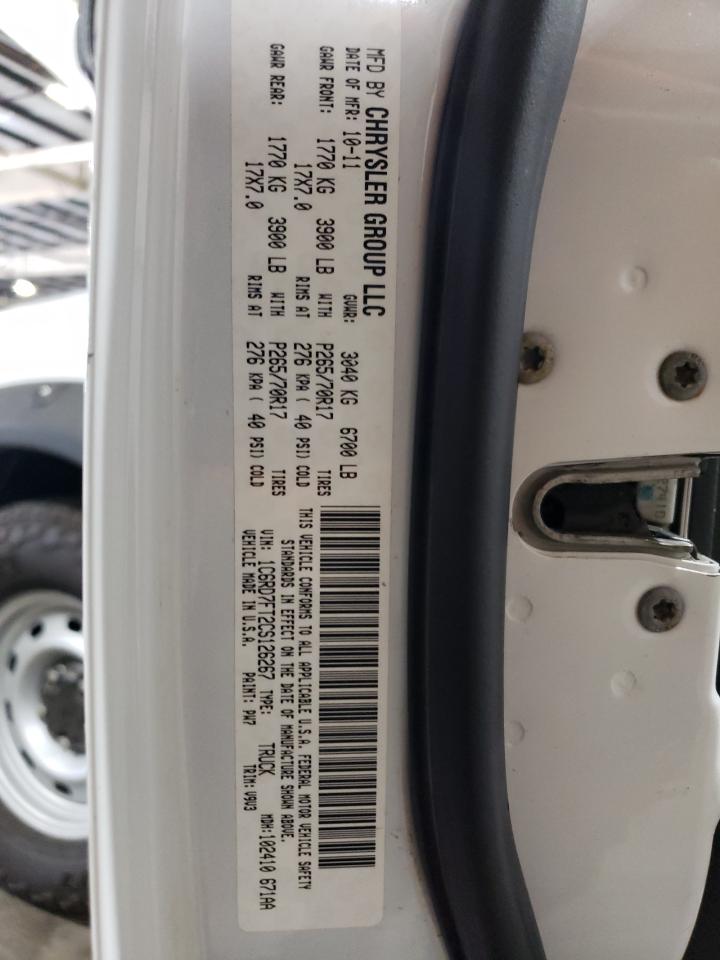 MFD BY CHRYSLER GROUP LLC
DATE OF MFR: 10-11 GVWR: 3040 KG 6700 LB
GAWR FRONT: 1770 KG 3900 LB WITH P265/70R17 TIRES
17X7.0 RIMS AT 276 KPA ( 40 PSI) COLD
GAWR REAR: 1770 KG 3900 LB WITH P265/70R17 TIRES
17X7.0 RIMS AT 276 KPA ( 40 PSI) COLD
THIS VEHICLE CONFORMS TO ALL APPLICABLE U.S.A. FEDERAL MOTOR VEHICLE SAFETY
STANDARDS IN EFFECT ON THE DATE OF MANUFACTURE SHOWN ABOVE.
VIN: 1C6RD7FT2CS126267 TYPE: TRUCK MDH:102410 671AA
VEHICLE MADE IN U.S.A. PAINT: PW7 TRIM: V9V3